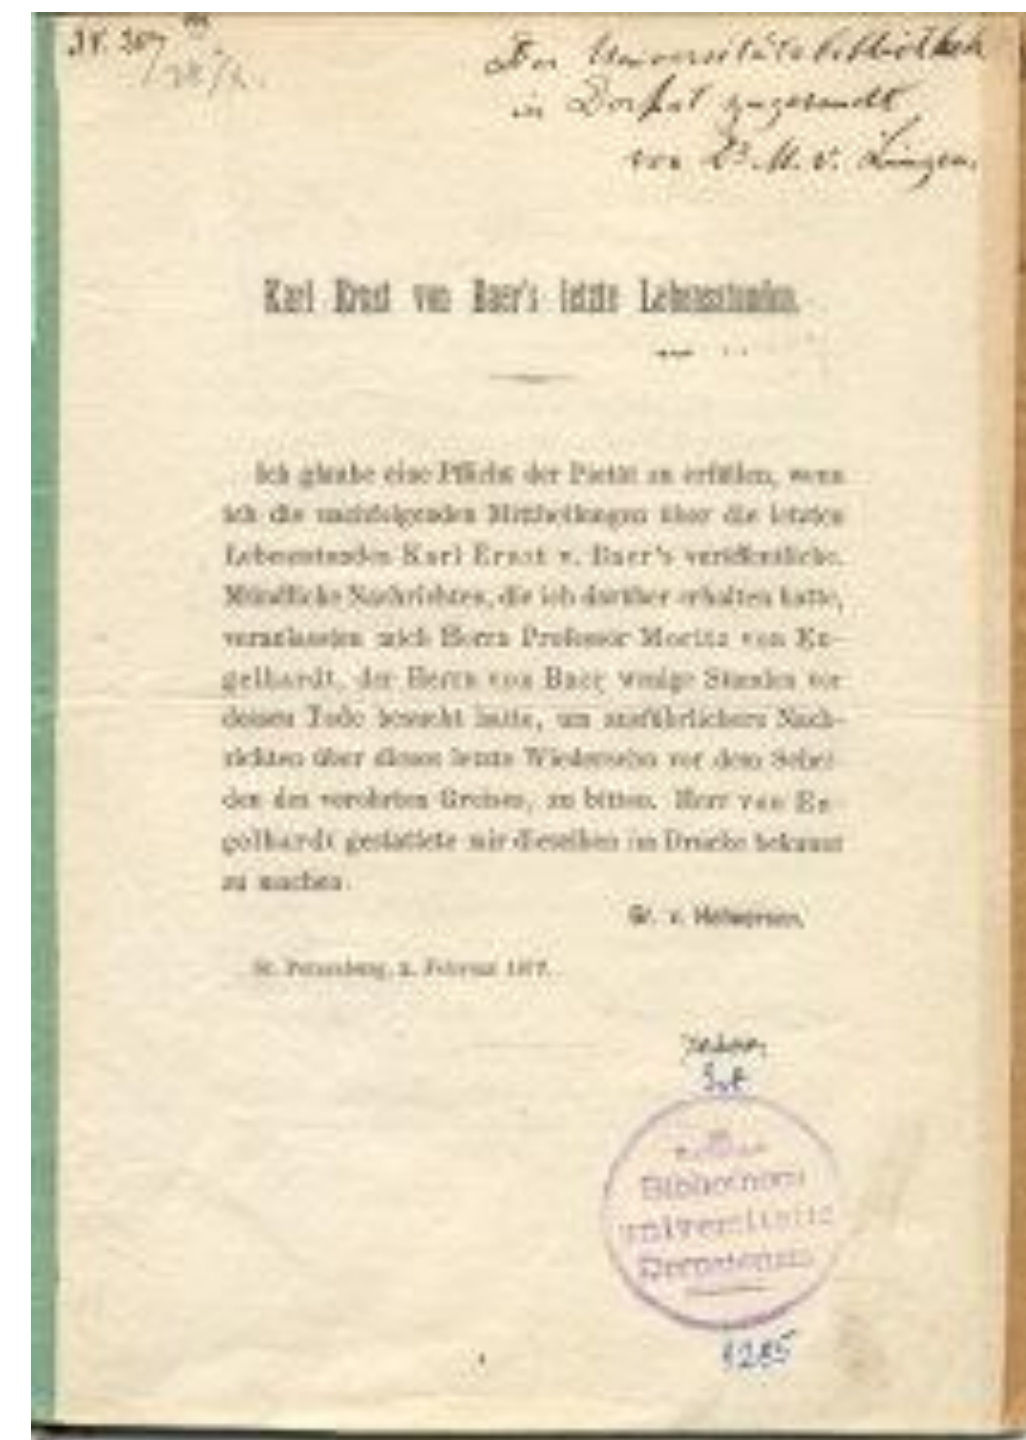 Der Universitätsbibliothek
in Dorpat zugesandt
von Dr M. v. Lingen.
Karl Ernst von Baer's letzte Lebensstunden.
Ich glaube eine Pflicht der Pietät zu erfüllen, wenn
ich die nachfolgenden Mittheilungen über die letzten
Lebensstunden Karl Ernst v. Baer's veröffentliche.
Mündliche Nachrichten, die ich darüber erhalten hatte,
veranlassten mich Herrn Professor Moritz von En-
gelhardt, der Herrn von Baer wenige Stunden vor
dessen Tode besucht hatte, um ausführlichere Nach-
richten über dieses letzte Wiedersehn vor dem Schei-
den des verehrten Greises, zu bitten. Herr von En-
gelhardt gestattete mir dieselben im Drucke bekannt
zu machen.
G. v. Helmersen.
St. Petersburg, 2. Februar 1877.
Bibliotheca
universitatis
Dorpatensis
1